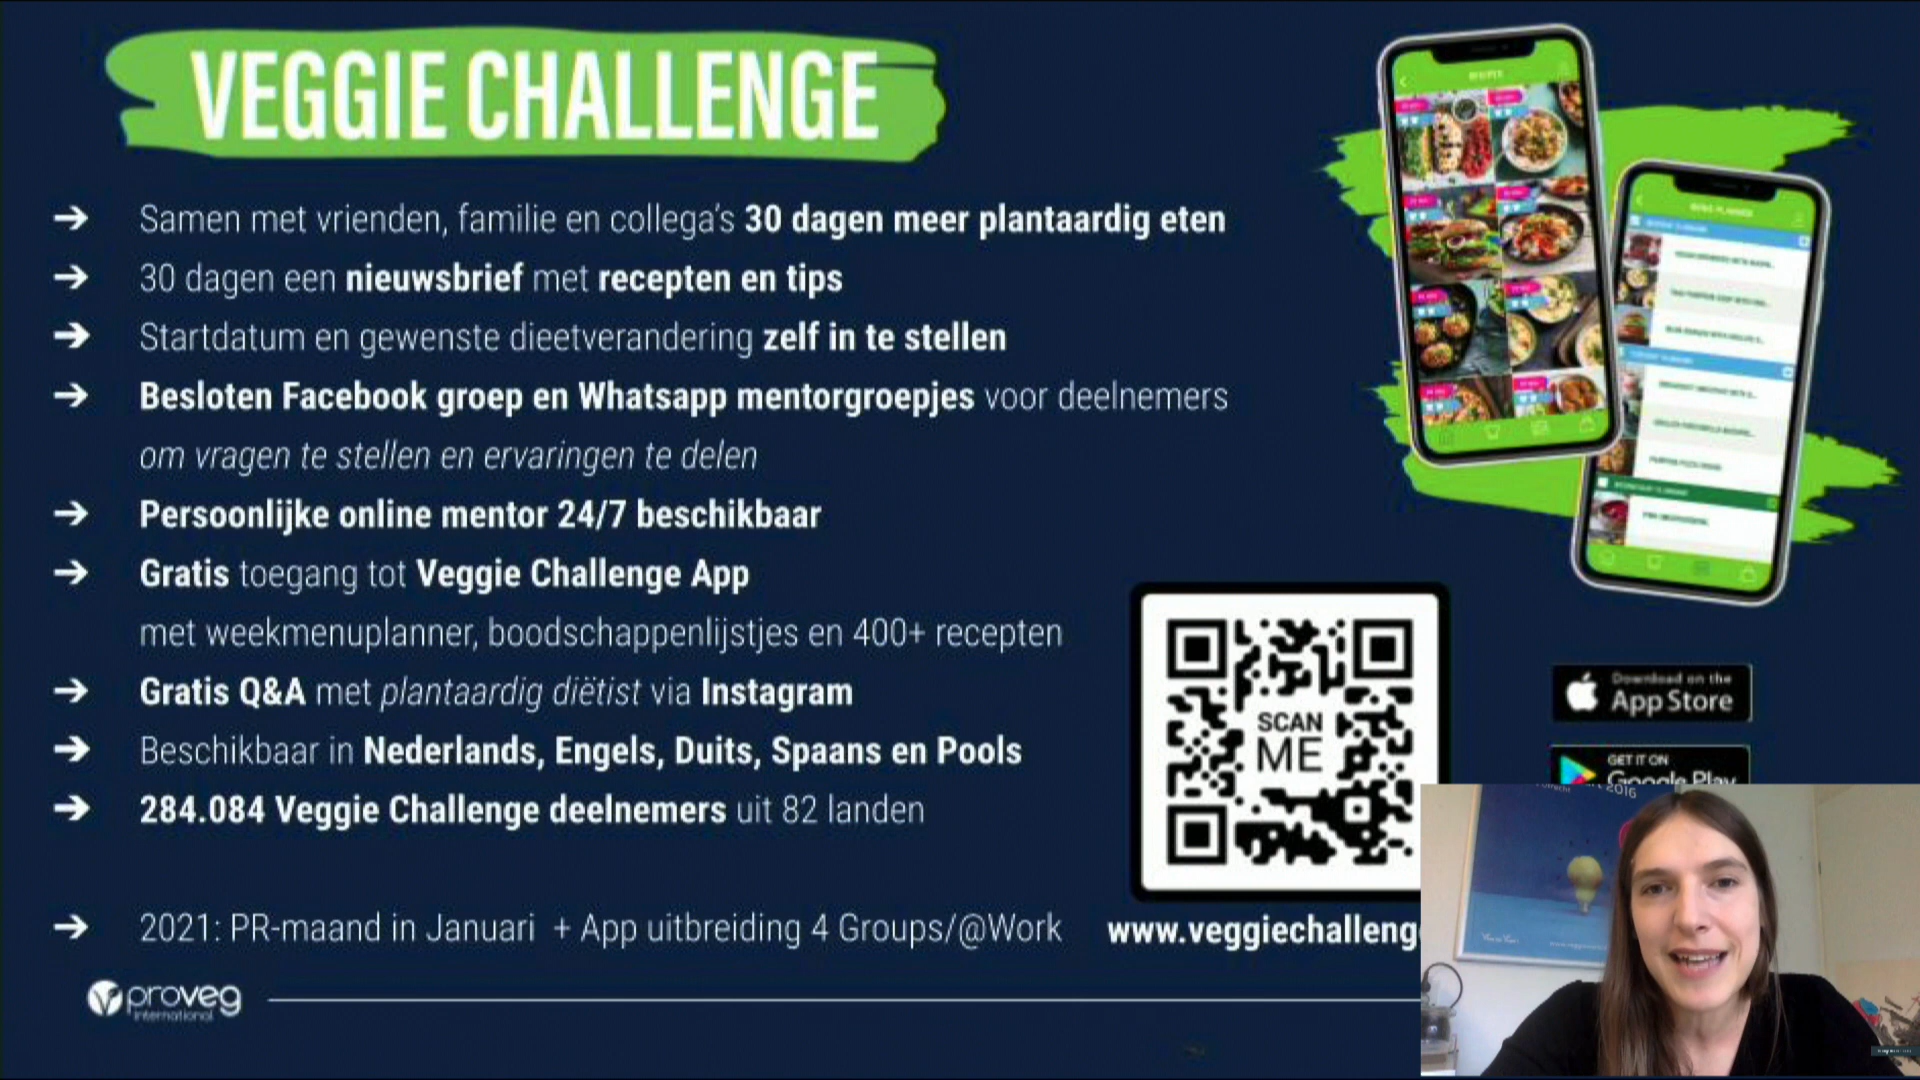 VEGGIE CHALLENGE
➔ Samen met vrienden, familie en collega's 30 dagen meer plantaardig eten
➔ 30 dagen een nieuwsbrief met recepten en tips
➔ Startdatum en gewenste dieetverandering zelf in te stellen
➔ Besloten Facebook groep en Whatsapp mentorgroepjes voor deelnemers
om vragen te stellen en ervaringen te delen
➔ Persoonlijke online mentor 24/7 beschikbaar
➔ Gratis toegang tot Veggie Challenge App
met weekmenuplanner, boodschappenlijstjes en 400+ recepten
➔ Gratis Q&A met plantaardig diëtist via Instagram
➔ Beschikbaar in Nederlands, Engels, Duits, Spaans en Pools
➔ 284.084 Veggie Challenge deelnemers uit 82 landen
➔ 2021: PR-maand in Januari + App uitbreiding 4 Groups/@Work
SCAN
ME
www.veggiechalleng
Download on the
App Store
GET IT ON
Google Play
2016
proveg
international